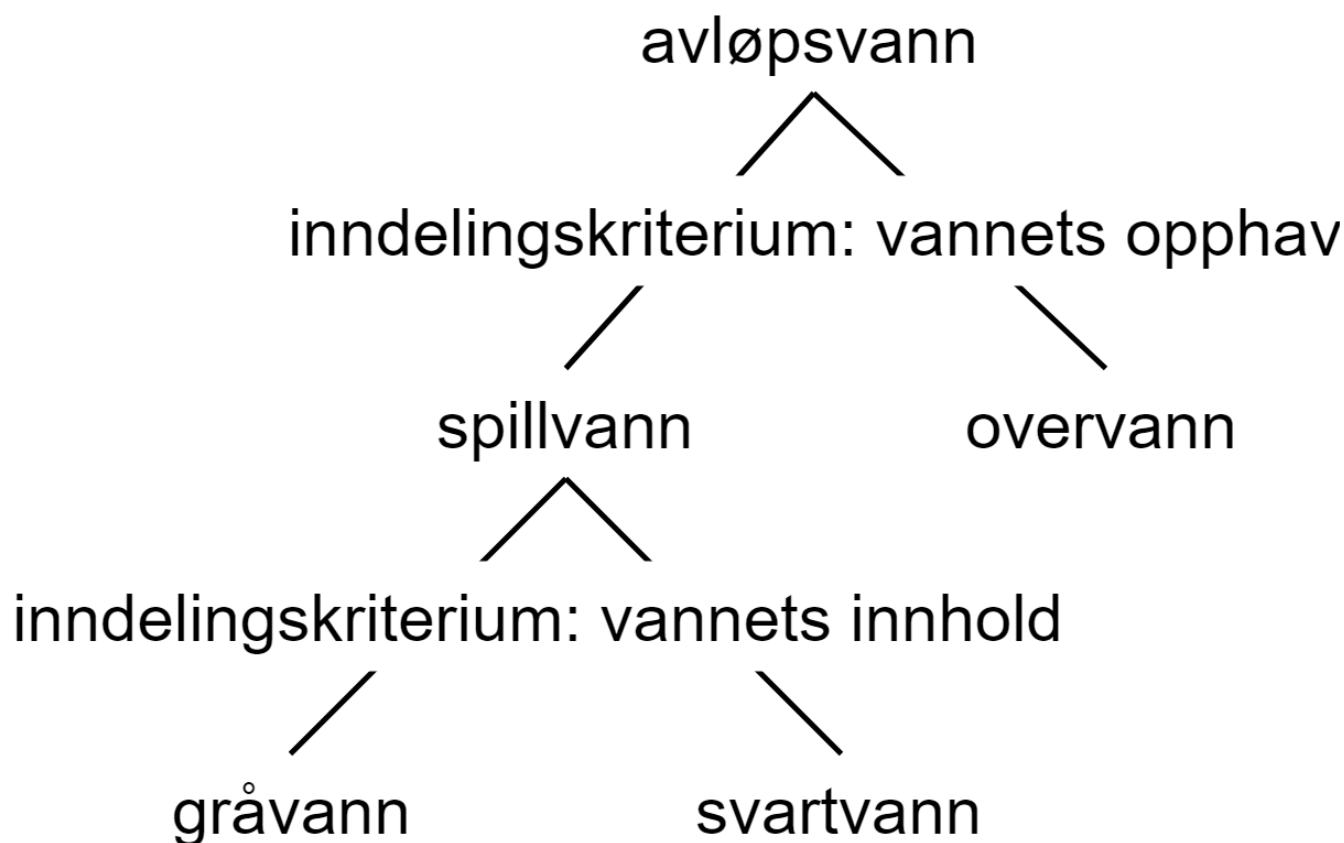 avløpsvann
inndelingskriterium: vannets opphav
spillvann
overvann
inndelingskriterium: vannets innhold
gråvann
svartvann